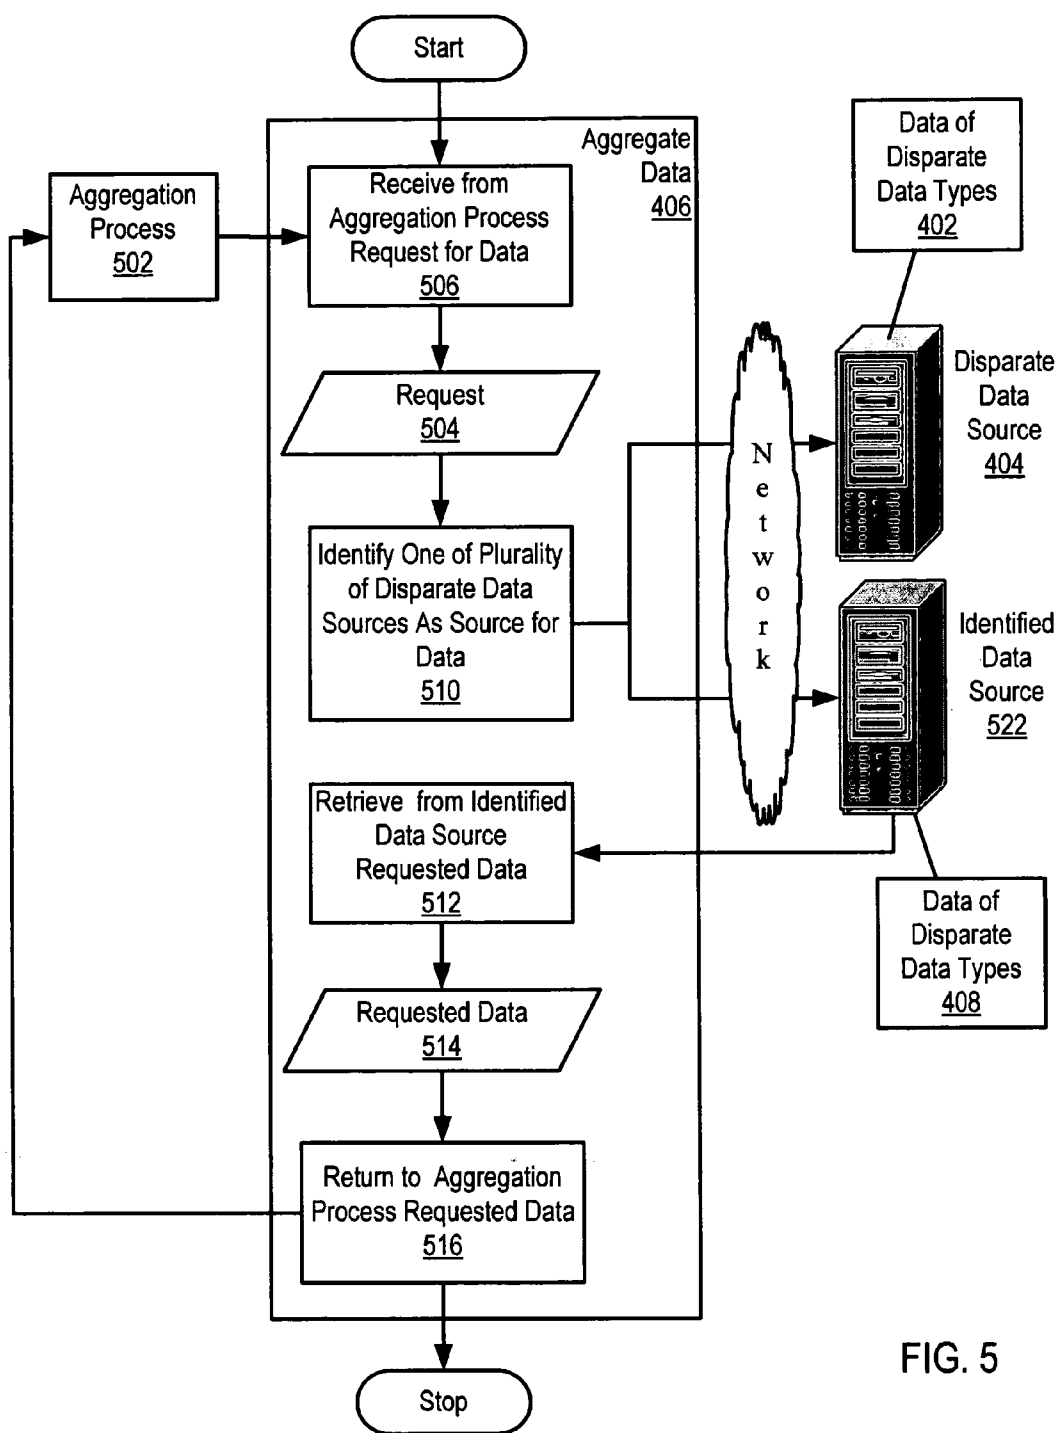 Start
Aggregate
Data
406
Aggregation
Process
502
Receive from
Aggregation Process
Request for Data
506
Request
504
Identify One of Plurality
of Disparate Data
Sources As Source for
Data
510
Retrieve from Identified
Data Source
Requested Data
512
Requested Data
514
Return to Aggregation
Process Requested Data
516
Stop
Network
Data of
Disparate
Data Types
402
Disparate
Data
Source
404
Identified
Data
Source
522
Data of
Disparate
Data Types
408
FIG. 5